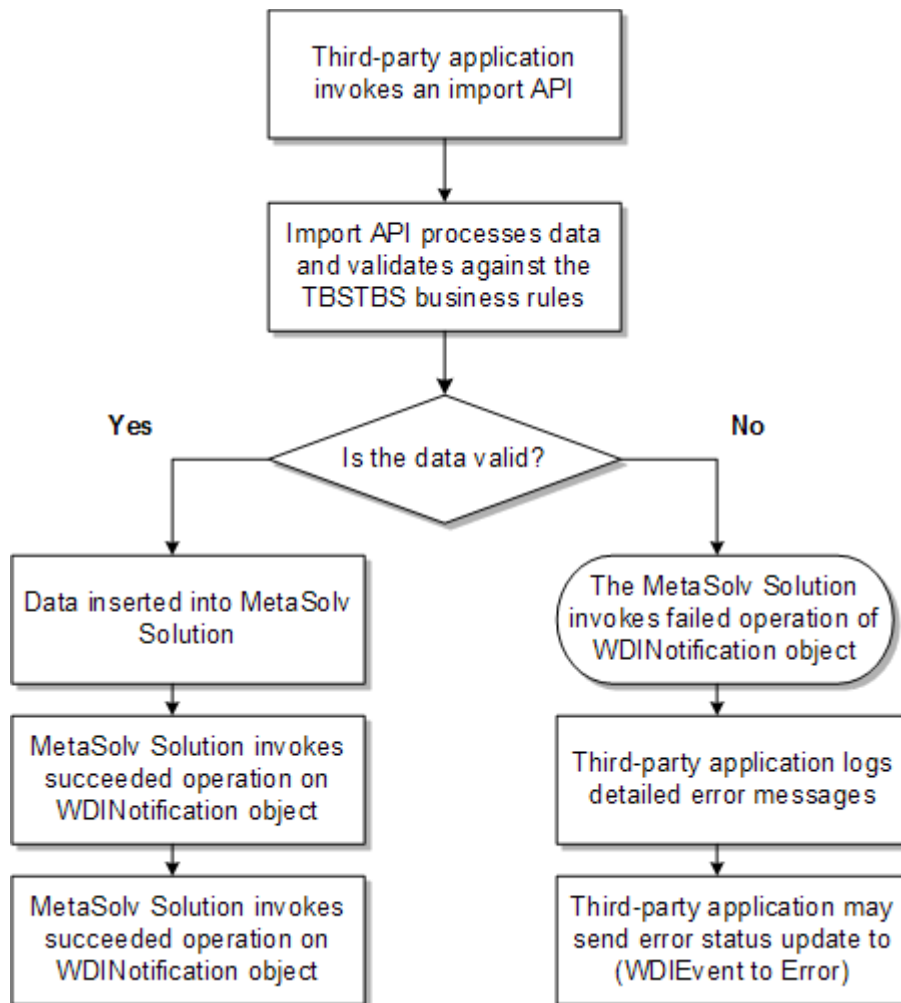 Third-party application
invokes an import API
Import API processes data
and validates against the
TBSTBS business rules
Yes
No
Is the data valid?
Data inserted into MetaSolv
Solution
The MetaSolv Solution
invokes failed operation of
WDINotification object
MetaSolv Solution invokes
succeeded operation on
WDINotification object
Third-party application logs
detailed error messages
MetaSolv Solution invokes
succeeded operation on
WDINotification object
Third-party application may
send error status update to
(WDIEvent to Error)